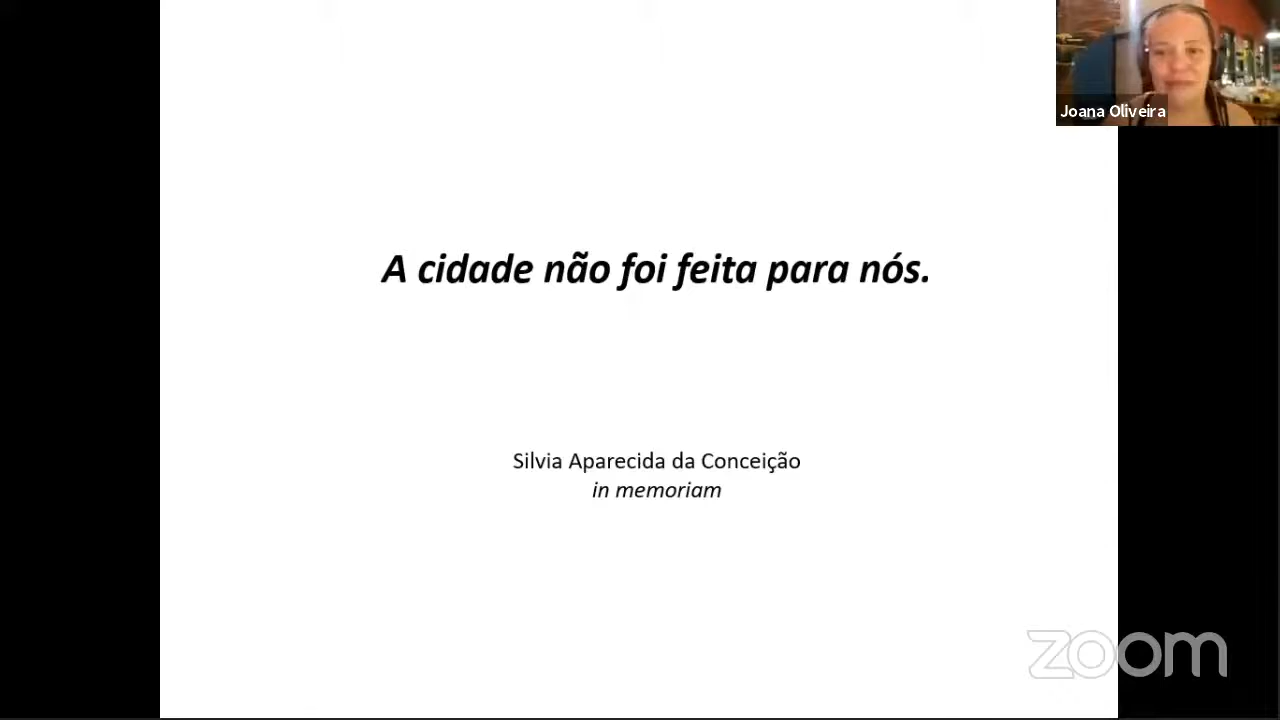 Joana Oliveira
A cidade não foi feita para nós.
Silvia Aparecida da Conceição
in memoriam
zoom